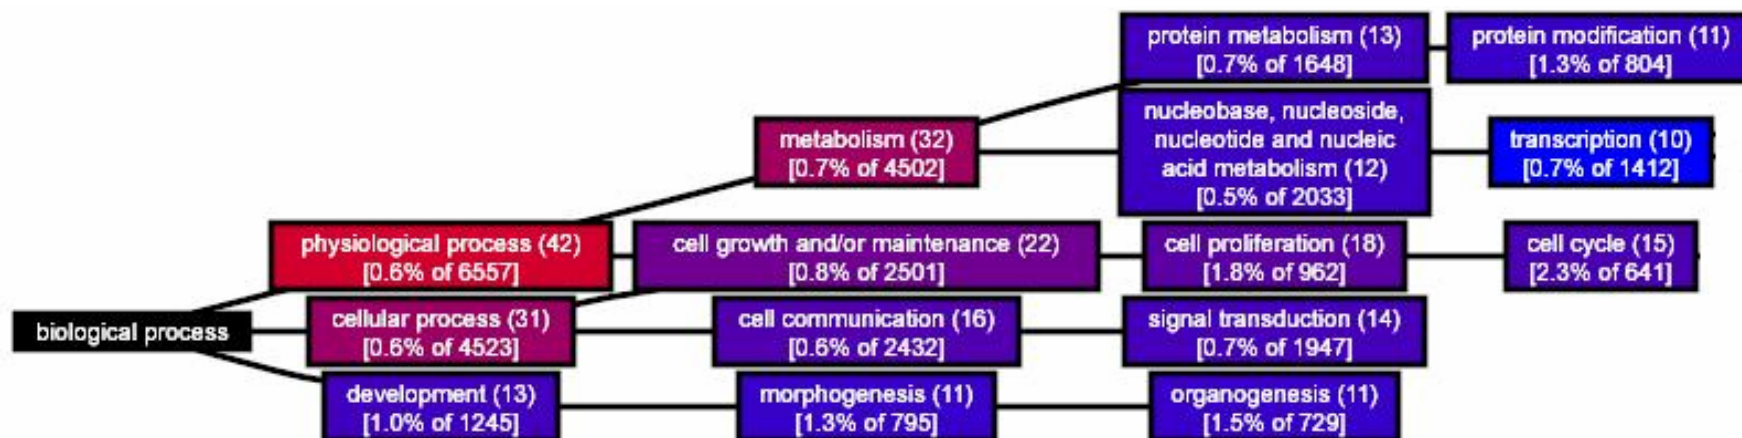 protein metabolism (13)
[0.7% of 1648]
protein modification (11)
[1.3% of 804]
metabolism (32)
[0.7% of 4502]
nucleobase, nucleoside,
nucleotide and nucleic
acid metabolism (12)
[0.5% of 2033]
transcription (10)
[0.7% of 1412]
physiological process (42)
[0.6% of 6557]
cell growth and/or maintenance (22)
[0.8% of 2501]
cell proliferation (18)
[1.8% of 962]
cell cycle (15)
[2.3% of 641]
biological process
cellular process (31)
[0.6% of 4523]
cell communication (16)
[0.6% of 2432]
signal transduction (14)
[0.7% of 1947]
development (13)
[1.0% of 1245]
morphogenesis (11)
[1.3% of 795]
organogenesis (11)
[1.5% of 729]